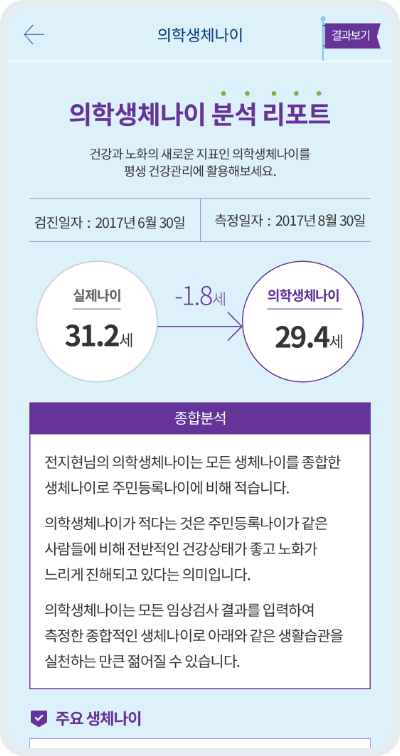 의학생체나이
결과보기
의학생체나이 분석 리포트
건강과 노화의 새로운 지표인 의학생체나이를
평생 건강관리에 활용해보세요.
검진일자 : 2017년 6월 30일
측정일자 : 2017년 8월 30일
실제나이
31.2세
-1.8세
의학생체나이
29.4세
종합분석
전지현님의 의학생체나이는 모든 생체나이를 종합한
생체나이로 주민등록나이에 비해 적습니다.
의학생체나이가 적다는 것은 주민등록나이가 같은
사람들에 비해 전반적인 건강상태가 좋고 노화가
느리게 진해되고 있다는 의미입니다.
의학생체나이는 모든 임상검사 결과를 입력하여
측정한 종합적인 생체나이로 아래와 같은 생활습관을
실천하는 만큼 젊어질 수 있습니다.
주요 생체나이